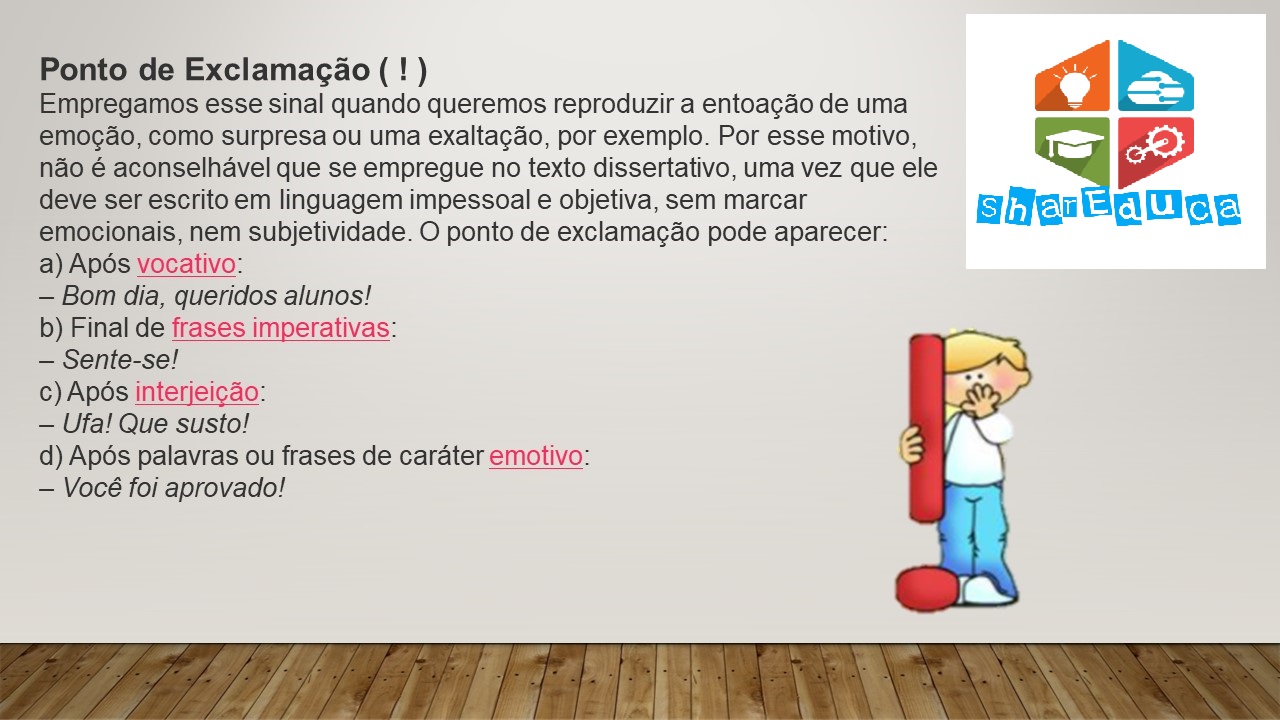 Ponto de Exclamação ( ! )
Empregamos esse sinal quando queremos reproduzir a entoação de uma
emoção, como surpresa ou uma exaltação, por exemplo. Por esse motivo,
não é aconselhável que se empregue no texto dissertativo, uma vez que ele
deve ser escrito em linguagem impessoal e objetiva, sem marcar
emocionais, nem subjetividade. O ponto de exclamação pode aparecer:
a) Após vocativo:
– Bom dia, queridos alunos!
b) Final de frases imperativas:
– Sente-se!
c) Após interjeição:
– Ufa! Que susto!
d) Após palavras ou frases de caráter emotivo:
– Você foi aprovado!
sharEduca